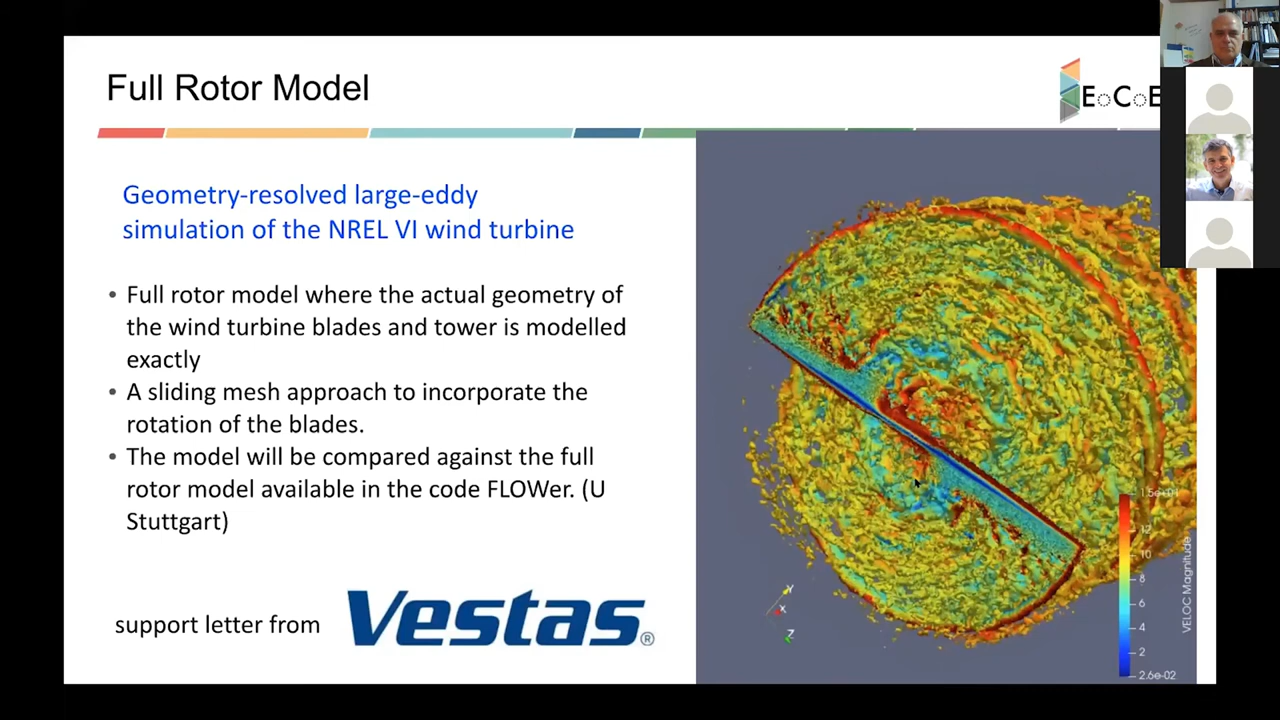 Full Rotor Model
EoCoE
Geometry-resolved large-eddy
simulation of the NREL VI wind turbine
• Full rotor model where the actual geometry of
the wind turbine blades and tower is modelled
exactly
• A sliding mesh approach to incorporate the
rotation of the blades.
• The model will be compared against the full
rotor model available in the code FLOWer. (U
Stuttgart)
support letter from
Vestas®
Y
X
Z
1.5e+01
12
10
8
6
4
2
2.6e-02
VELOC Magnitude